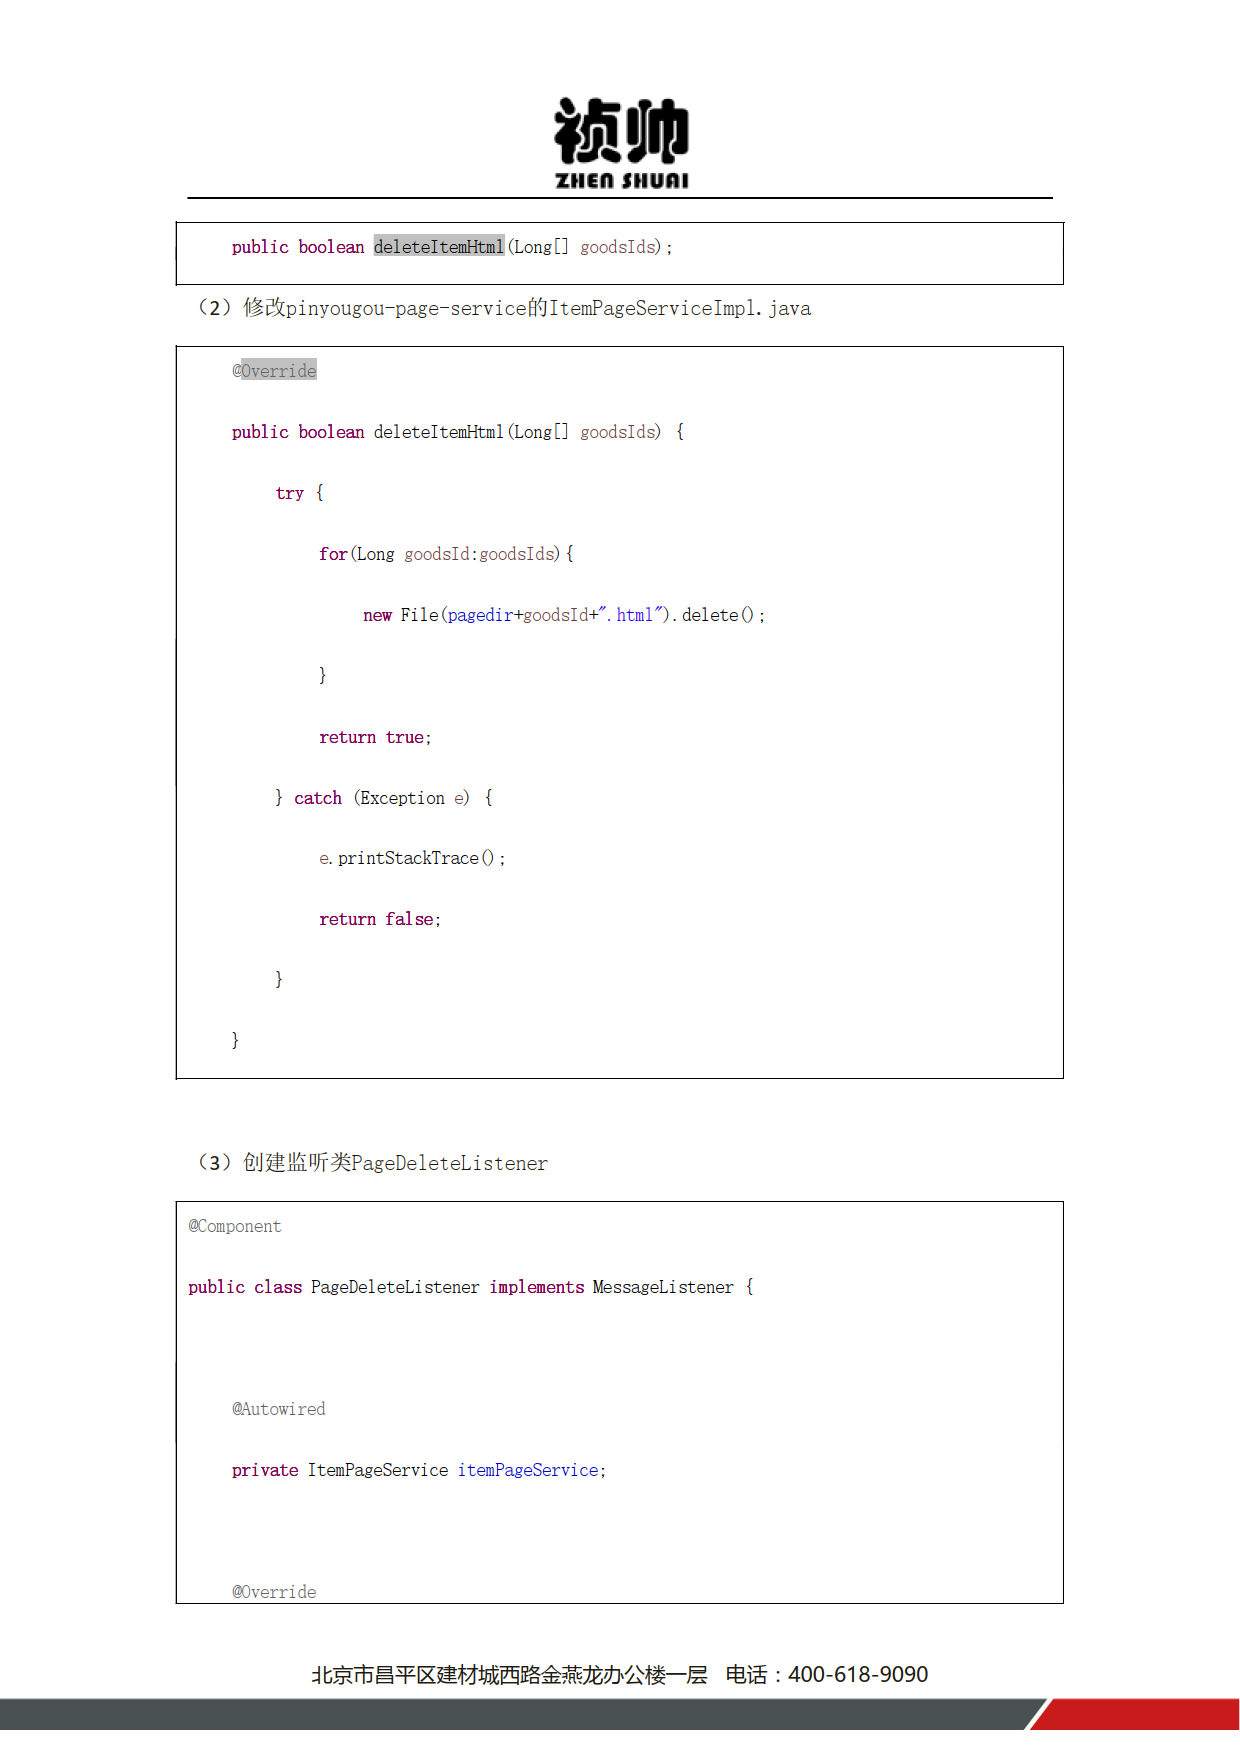 祯帅
ZHEN SHUAI
public boolean deleteItemHtml(Long[] goodsIds);
（2）修改pinyougou-page-service的ItemPageServiceImpl.java
@Override
public boolean deleteItemHtml(Long[] goodsIds) {
try {
for(Long goodsId:goodsIds){
new File(pagedir+goodsId+".html").delete();
}
return true;
} catch (Exception e) {
e.printStackTrace();
return false;
}
}
（3）创建监听类PageDeleteListener
@Component
public class PageDeleteListener implements MessageListener {
@Autowired
private ItemPageService itemPageService;
@Override
北京市昌平区建材城西路金燕龙办公楼一层 电话：400-618-9090